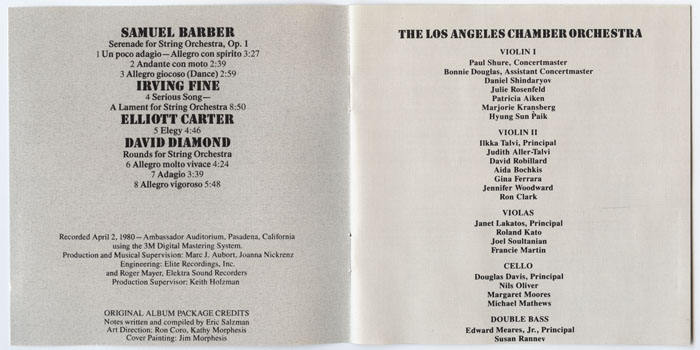 SAMUEL BARBER
Serenade for String Orchestra, Op. 1
1 Un poco adagio—Allegro con spirito 3:27
2 Andante con moto 2:39
3 Allegro giocoso (Dance) 2:59
IRVING FINE
4 Serious Song—
A Lament for String Orchestra 8:50
ELLIOTT CARTER
5 Elegy 4:46
DAVID DIAMOND
Rounds for String Orchestra
6 Allegro molto vivace 4:24
7 Adagio 3:39
8 Allegro vigoroso 5:48
Recorded April 2, 1980—Ambassador Auditorium, Pasadena, California
using the 3M Digital Mastering System.
Production and Musical Supervision: Marc J. Aubort, Joanna Nickrenz
Engineering: Elite Recordings, Inc.
and Roger Mayer, Elektra Sound Recorders
Production Supervisor: Keith Holzman
ORIGINAL ALBUM PACKAGE CREDITS
Notes written and compiled by Eric Salzman
Art Direction: Ron Coro, Kathy Morphesis
Cover Painting: Jim Morphesis
THE LOS ANGELES CHAMBER ORCHESTRA
VIOLIN I
Paul Shure, Concertmaster
Bonnie Douglas, Assistant Concertmaster
Daniel Shindaryov
Julie Rosenfeld
Patricia Aiken
Marjorie Kransberg
Hyung Sun Paik
VIOLIN II
Ilkka Talvi, Principal
Judith Aller-Talvi
David Robillard
Aida Bochkis
Gina Ferrara
Jennifer Woodward
Ron Clark
VIOLAS
Janet Lakatos, Principal
Roland Kato
Joel Soultanian
Francie Martin
CELLO
Douglas Davis, Principal
Nils Oliver
Margaret Moores
Michael Mathews
DOUBLE BASS
Edward Meares, Jr., Principal
Susan Ranney